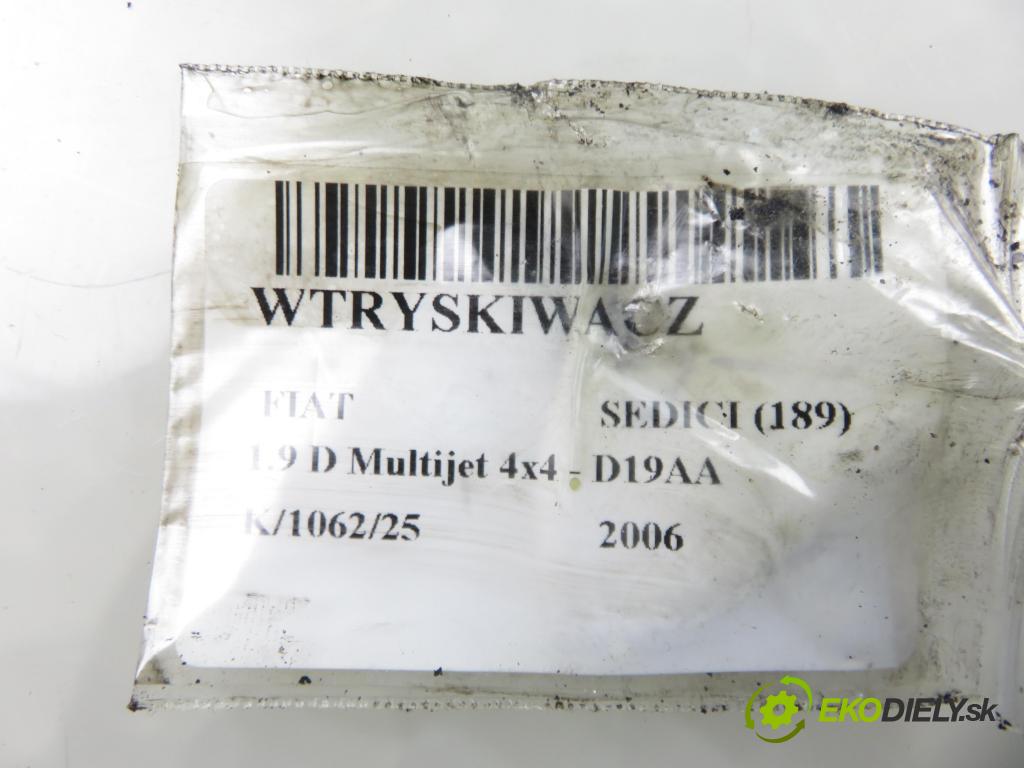 WTRYSKIWACZ
FIAT SEDICI (189)
1.9 D Multijet 4x4 - D19AA
K/1062/25 2006
EKODIELY.sk